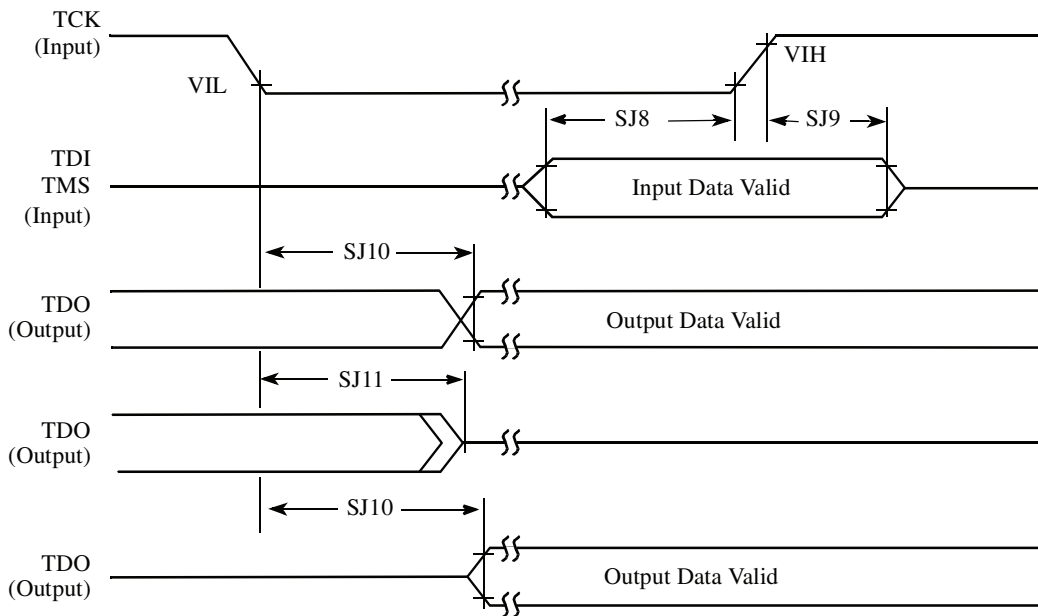 TCK
(Input)
VIL
VIH
SJ8
SJ9
TDI
TMS
(Input)
Input Data Valid
SJ10
TDO
(Output)
Output Data Valid
SJ11
TDO
(Output)
SJ10
TDO
(Output)
Output Data Valid